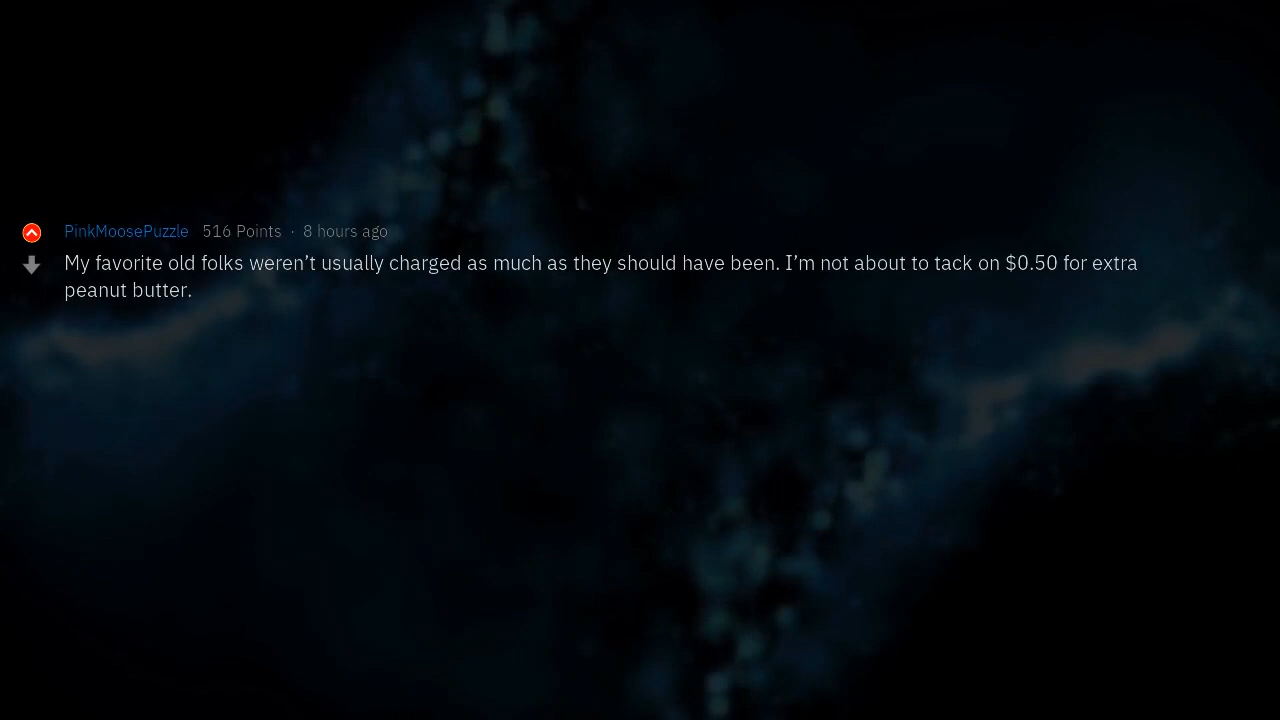 PinkMoosePuzzle 516 Points · 8 hours ago
My favorite old folks weren’t usually charged as much as they should have been. I’m not about to tack on $0.50 for extra
peanut butter.